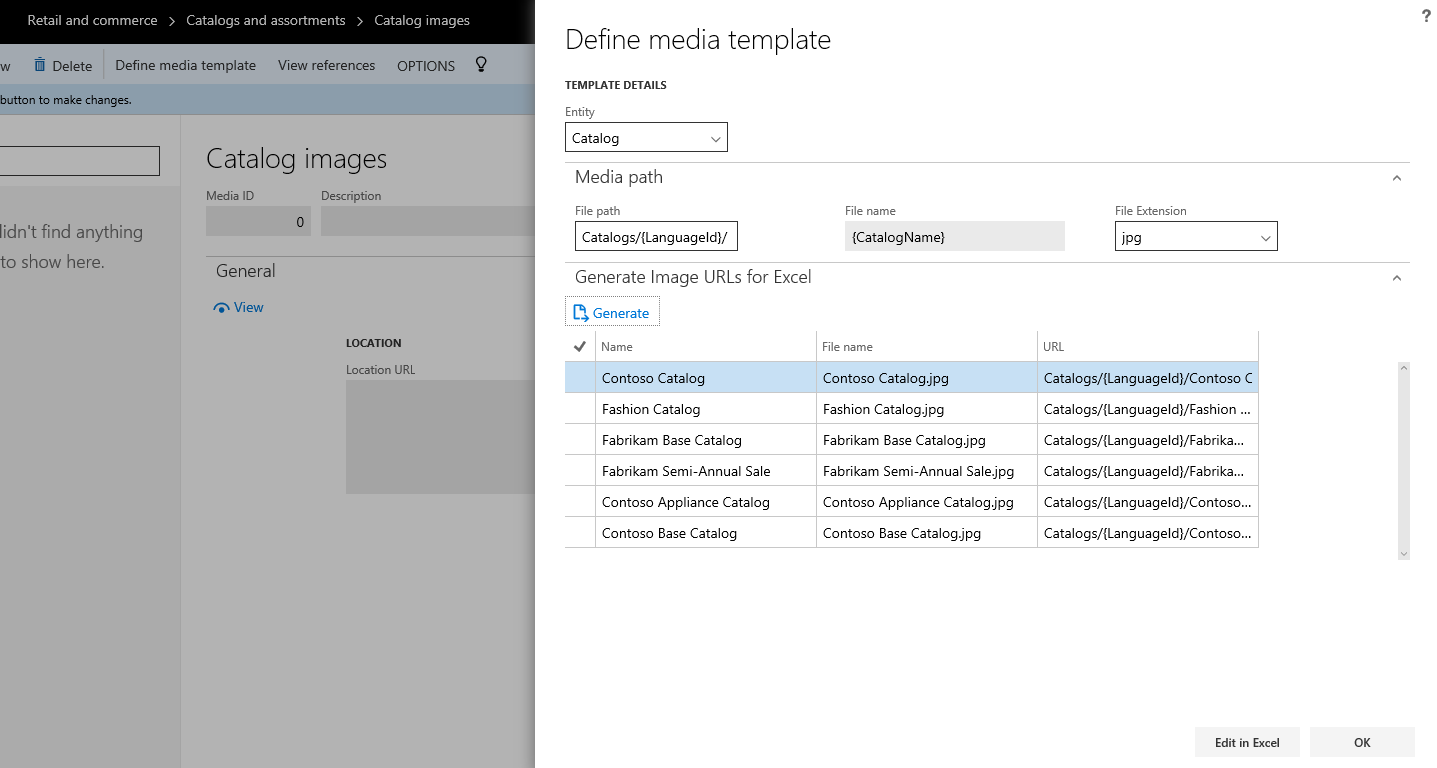 Retail and commerce > Catalogs and assortments > Catalog images
w Delete Define media template View references OPTIONS
button to make changes.
didn't find anything
to show here.
Catalog images
Media ID Description
0
General
View
LOCATION
Location URL
?
Define media template
TEMPLATE DETAILS
Entity
Catalog
Media path
File path File name File Extension
Catalogs/{LanguageId}/ {CatalogName} jpg
Generate Image URLs for Excel
Generate
Name File name URL
Contoso Catalog Contoso Catalog.jpg Catalogs/{LanguageId}/Contoso C
Fashion Catalog Fashion Catalog.jpg Catalogs/{LanguageId}/Fashion ...
Fabrikam Base Catalog Fabrikam Base Catalog.jpg Catalogs/{LanguageId}/Fabrika...
Fabrikam Semi-Annual Sale Fabrikam Semi-Annual Sale.jpg Catalogs/{LanguageId}/Fabrika...
Contoso Appliance Catalog Contoso Appliance Catalog.jpg Catalogs/{LanguageId}/Contoso...
Contoso Base Catalog Contoso Base Catalog.jpg Catalogs/{LanguageId}/Contoso...
Edit in Excel OK